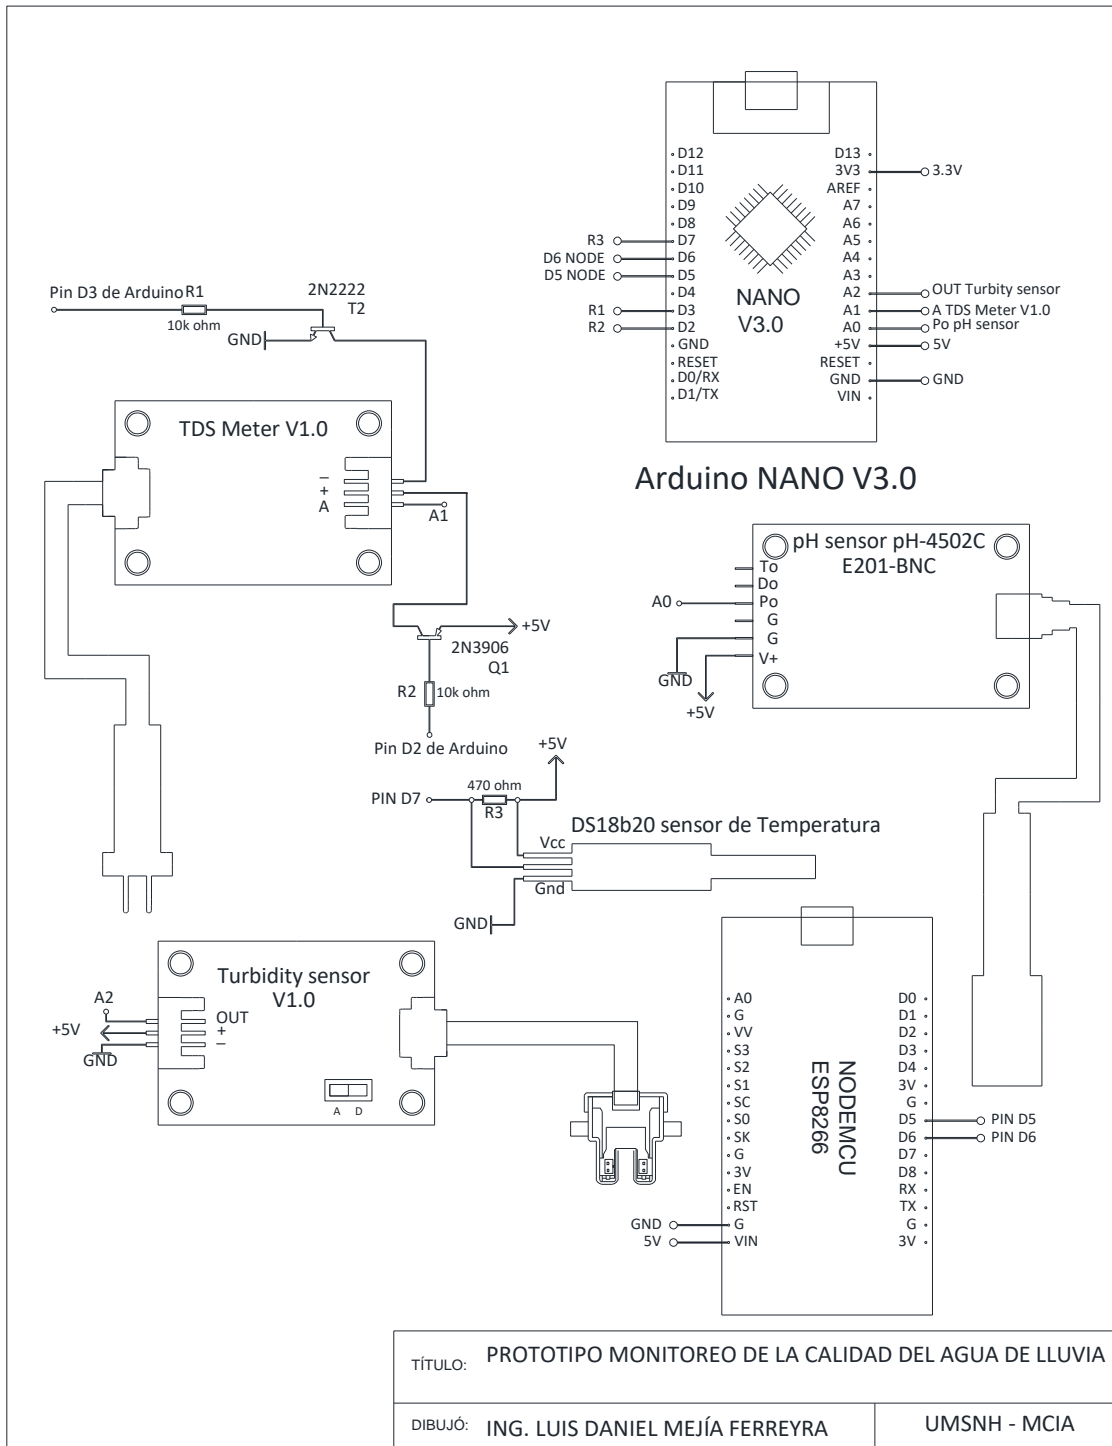 D12
D11
D10
D9
D8
R3 D7
D6 NODE D6
D5 NODE D5
D4
R1 D3
R2 D2
GND
RESET
D0/RX
D1/TX
NANO
V3.0
D13
3V3 3.3V
AREF
A7
A6
A5
A4
A3
A2 OUT Turbity sensor
A1 A TDS Meter V1.0
A0 Po pH sensor
+5V 5V
RESET
GND GND
VIN
Arduino NANO V3.0
Pin D3 de Arduino R1
10k ohm
2N2222
T2
GND
TDS Meter V1.0
–
+
A
A1
+5V
2N3906
Q1
R2 10k ohm
Pin D2 de Arduino
pH sensor pH-4502C
E201-BNC
To
Do
A0 Po
G
G
V+
GND
+5V
+5V
470 ohm
PIN D7
R3
DS18b20 sensor de Temperatura
Vcc
Gnd
GND
Turbidity sensor
V1.0
A2
OUT
+5V +
–
GND
A D
A0
G
VV
S3
S2
S1
SC
S0
SK
G
3V
EN
RST
GND G
5V VIN
NODEMCU
ESP8266
D0
D1
D2
D3
D4
3V
G
D5 PIN D5
D6 PIN D6
D7
D8
RX
TX
G
3V
TÍTULO: PROTOTIPO MONITOREO DE LA CALIDAD DEL AGUA DE LLUVIA
DIBUJÓ: ING. LUIS DANIEL MEJÍA FERREYRA UMSNH - MCIA